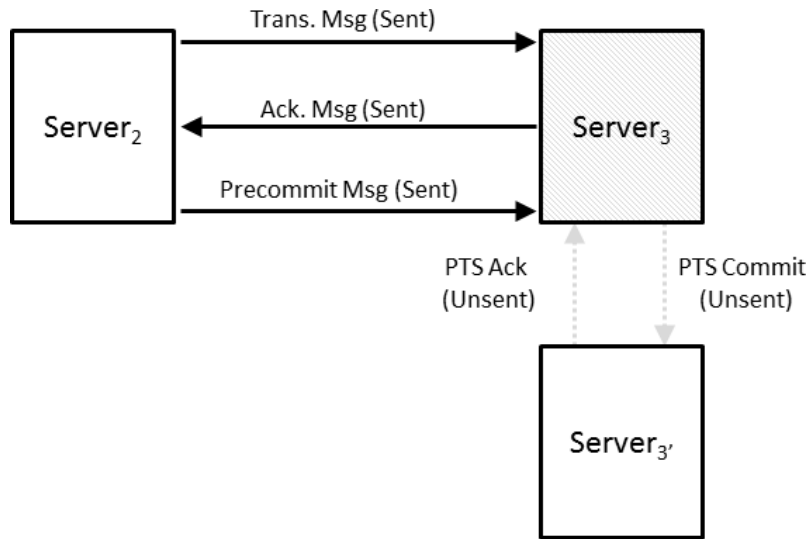 Trans. Msg (Sent)
Server₂
Ack. Msg (Sent)
Server₃
Precommit Msg (Sent)
PTS Ack
(Unsent)
PTS Commit
(Unsent)
Server₃'